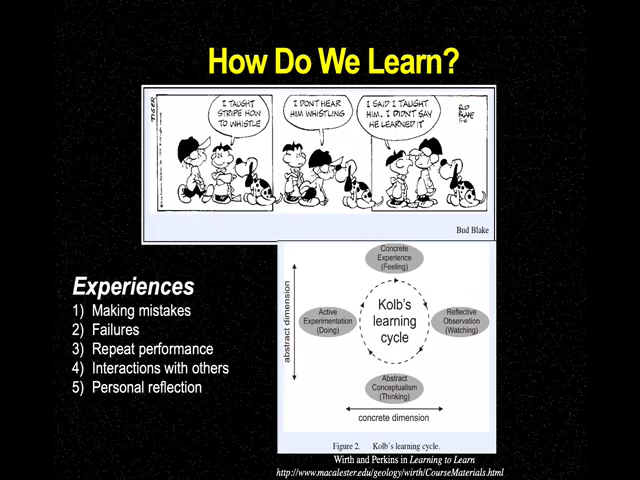 How Do We Learn?
TIGER
I TAUGHT
STRIPE HOW
TO WHISTLE
I DON'T HEAR
HIM WHISTLING
I SAID I TAUGHT
HIM. I DIDN'T SAY
HE LEARNED IT
BUD
BLAKE
Bud Blake
Experiences
1) Making mistakes
2) Failures
3) Repeat performance
4) Interactions with others
5) Personal reflection
Concrete
Experience
(Feeling)
abstract dimension
Active
Experimentation
(Doing)
Kolb's
learning
cycle
Reflective
Observation
(Watching)
Abstract
Conceptualism
(Thinking)
concrete dimension
Figure 2. Kolb's learning cycle.
Wirth and Perkins in Learning to Learn
http://www.macalester.edu/geology/wirth/CourseMaterials.html